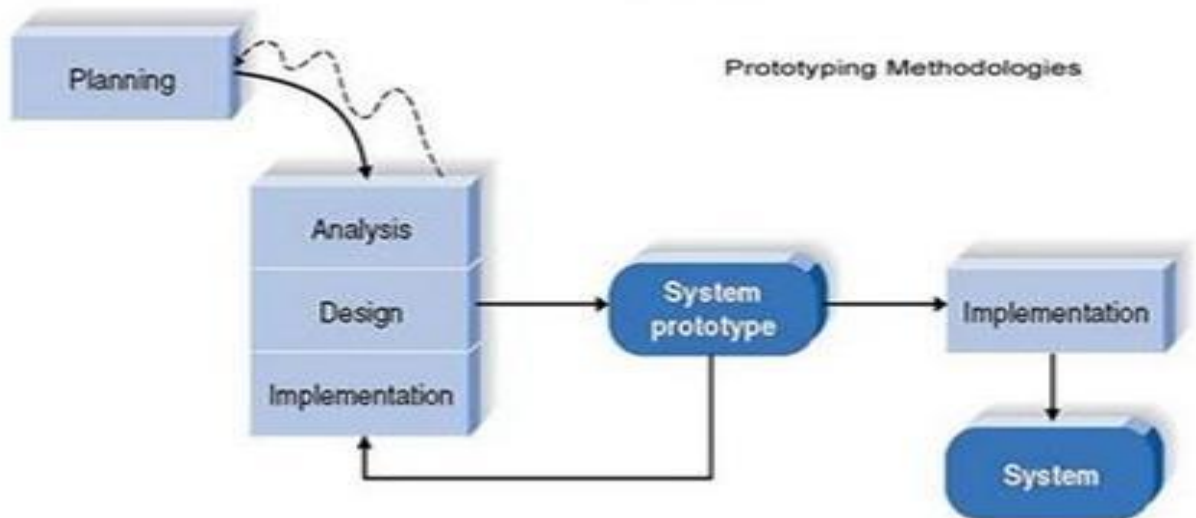 Prototyping Methodologies
Planning
Analysis
Design
Implementation
System
prototype
Implementation
System